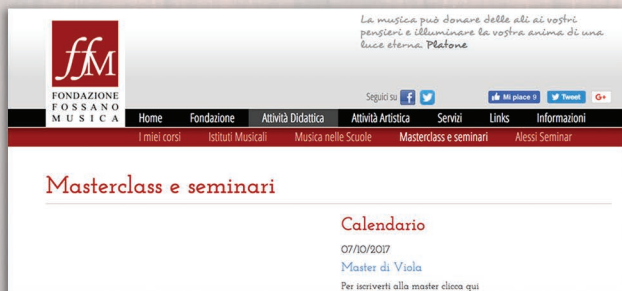 La musica può donare delle ali ai vostri
pensieri e illuminare la vostra anima di una
luce eterna. Platone
ffM
FONDAZIONE
FOSSANO
MUSICA
Seguici su
Mi piace 9
Tweet
G+
Home Fondazione Attività Didattica Attività Artistica Servizi Links Informazioni
I miei corsi Istituti Musicali Musica nelle Scuole Masterclass e seminari Alessi Seminar
Masterclass e seminari
Calendario
07/10/2017
Master di Viola
Per iscriverti alla master clicca qui